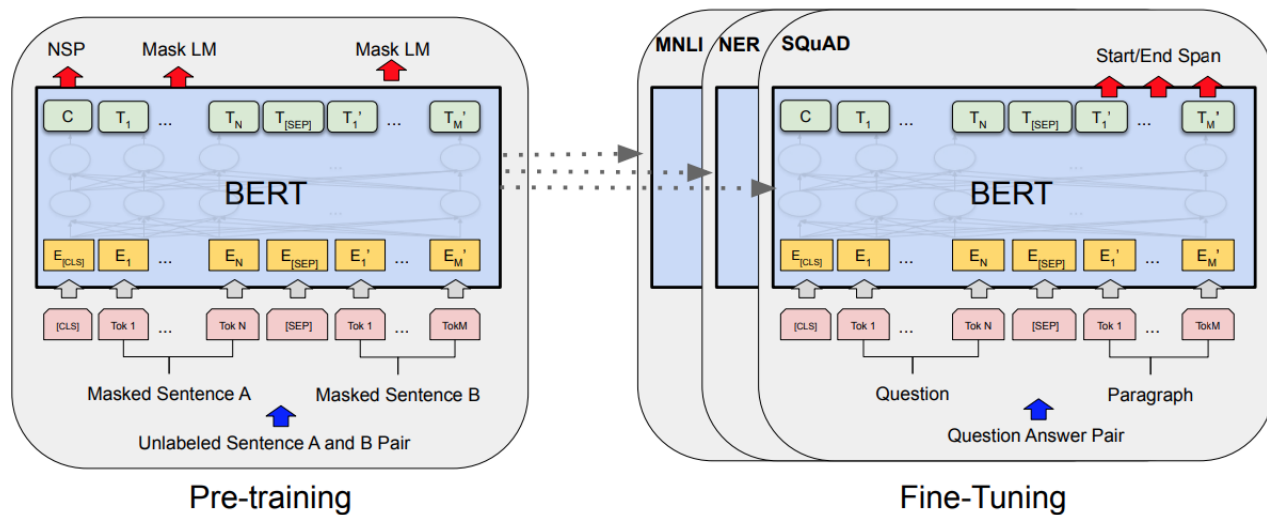 NSP Mask LM Mask LM
C T1 ... TN T[SEP] T1' ... TM'
...
BERT
...
E[CLS] E1 ... EN E[SEP] E1' ... EM'
[CLS] Tok 1 ... Tok N [SEP] Tok 1 ... TokM
Masked Sentence A Masked Sentence B
Unlabeled Sentence A and B Pair
Pre-training
MNLI NER SQuAD
Start/End Span
C T1 ... TN T[SEP] T1' ... TM'
...
BERT
...
E[CLS] E1 ... EN E[SEP] E1' ... EM'
[CLS] Tok 1 ... Tok N [SEP] Tok 1 ... TokM
Question Paragraph
Question Answer Pair
Fine-Tuning